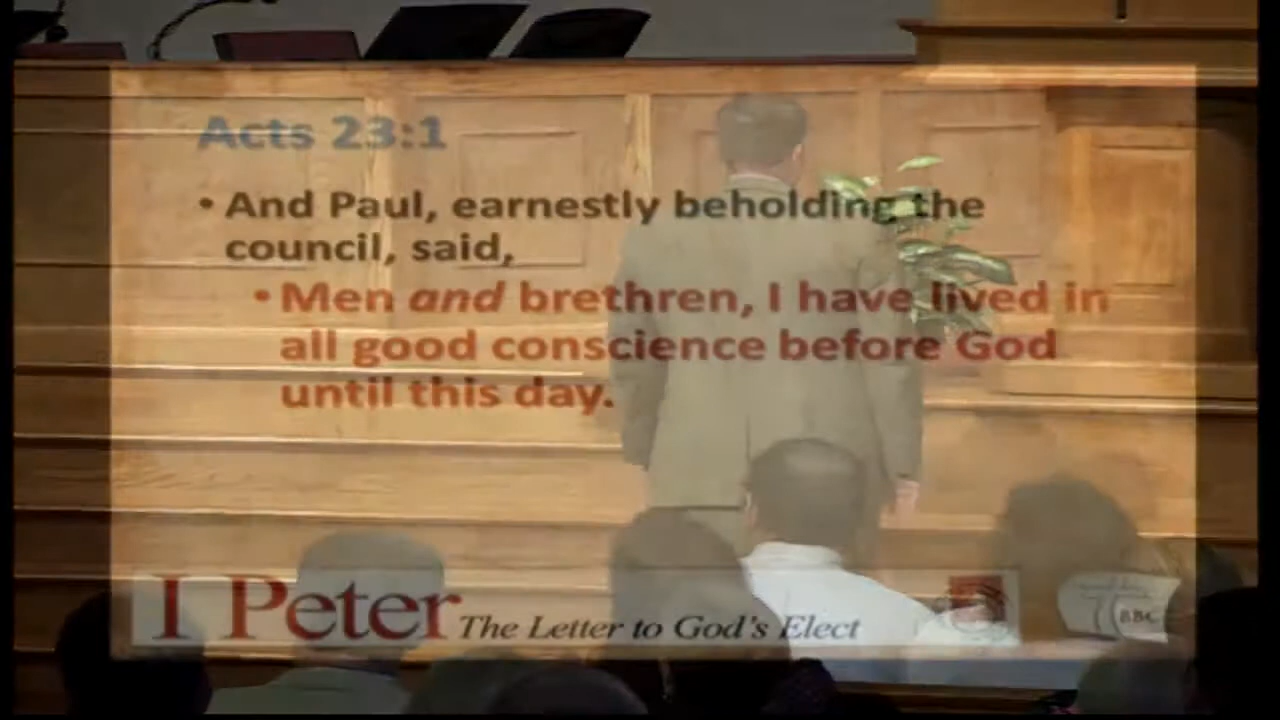 Acts 23:1
• And Paul, earnestly beholding the
council, said,
• Men and brethren, I have lived in
all good conscience before God
until this day.
I Peter The Letter to God's Elect
BBC